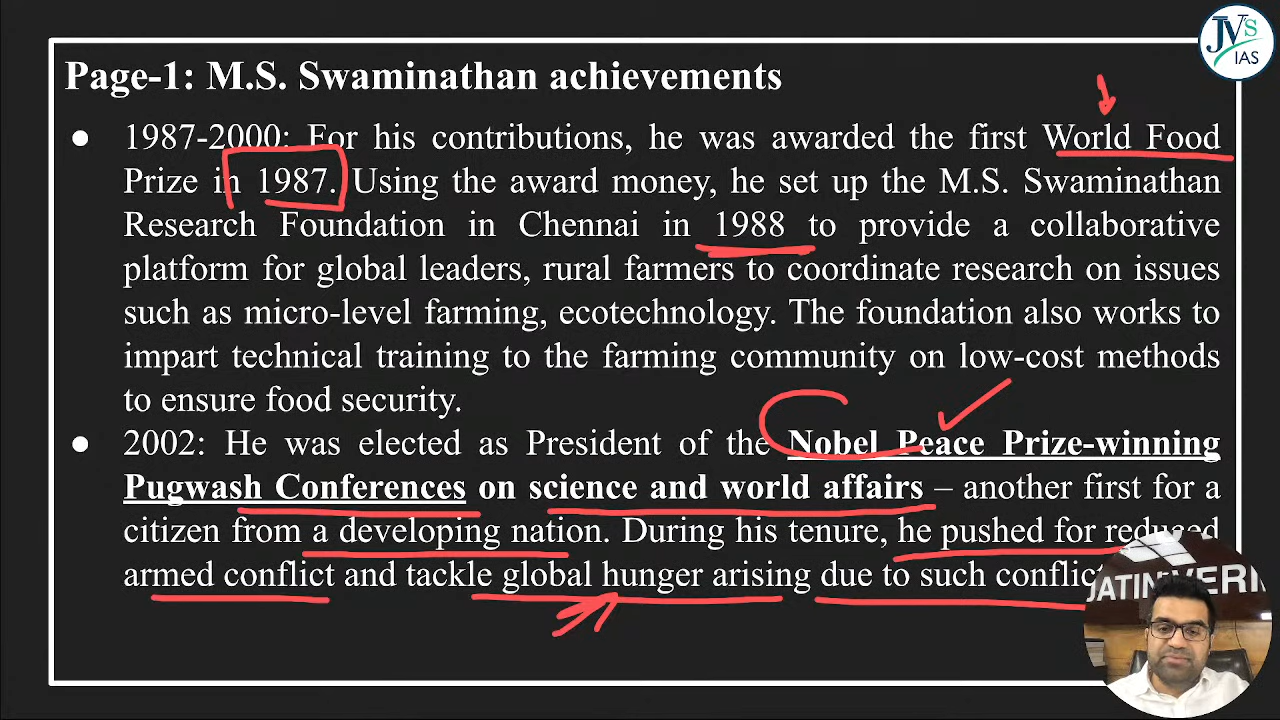 JVS
IAS
Page-1: M.S. Swaminathan achievements
● 1987-2000: For his contributions, he was awarded the first World Food
Prize in 1987. Using the award money, he set up the M.S. Swaminathan
Research Foundation in Chennai in 1988 to provide a collaborative
platform for global leaders, rural farmers to coordinate research on issues
such as micro-level farming, ecotechnology. The foundation also works to
impart technical training to the farming community on low-cost methods
to ensure food security.
● 2002: He was elected as President of the Nobel Peace Prize-winning
Pugwash Conferences on science and world affairs – another first for a
citizen from a developing nation. During his tenure, he pushed for reduced
armed conflict and tackle global hunger arising due to such
JATIN VER